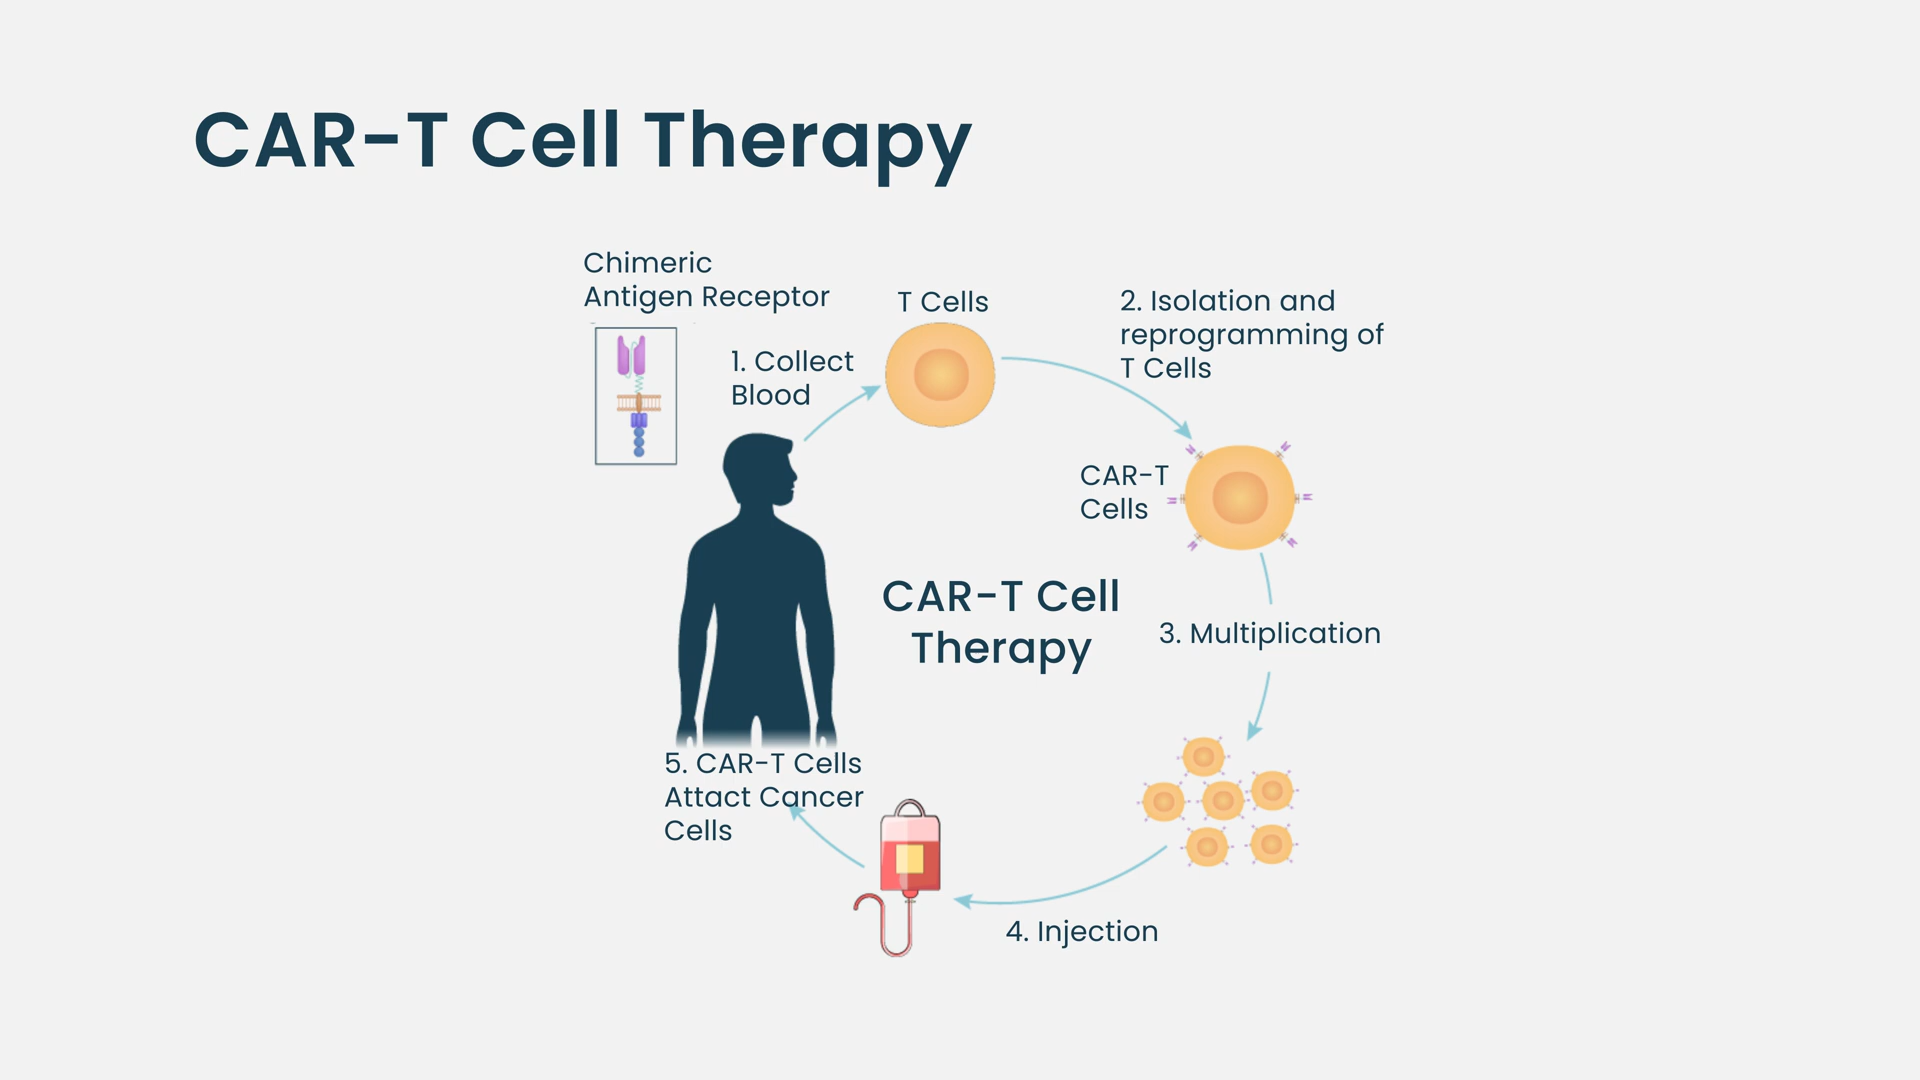 CAR-T Cell Therapy
Chimeric
Antigen Receptor
T Cells
1. Collect
Blood
2. Isolation and
reprogramming of
T Cells
CAR-T
Cells
CAR-T Cell
Therapy
3. Multiplication
5. CAR-T Cells
Attact Cancer
Cells
4. Injection